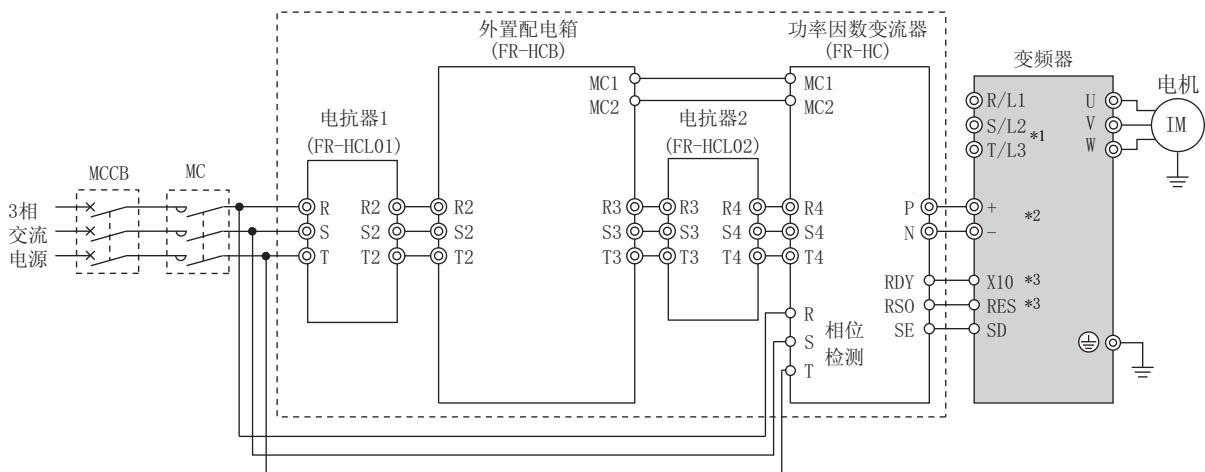 外置配电箱
(FR-HCB)
功率因数变流器
(FR-HC)
变频器
电机
MC1
MC2
MC1
MC2
R/L1
S/L2
T/L3
*1
U
V
W
IM
电抗器1
(FR-HCL01)
电抗器2
(FR-HCL02)
MCCB
MC
3相
交流
电源
R
S
T
R2
S2
T2
R2
S2
T2
R3
S3
T3
R3
S3
T3
R4
S4
T4
R4
S4
T4
P
N
+
−
*2
RDY
RSO
SE
X10 *3
RES *3
SD
R
S
T
相位
检测